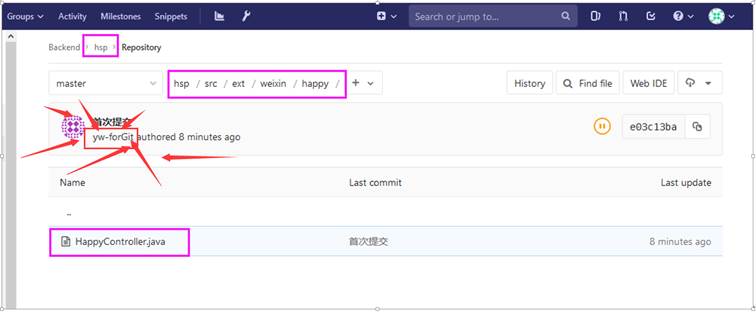 Groups Activity Milestones Snippets Search or jump to...
Backend > hsp > Repository
master hsp / src / ext / weixin / happy / + History Find file Web IDE
首次提交
yw-forGit authored 8 minutes ago e03c13ba
Name Last commit Last update
..
HappyController.java 首次提交 8 minutes ago